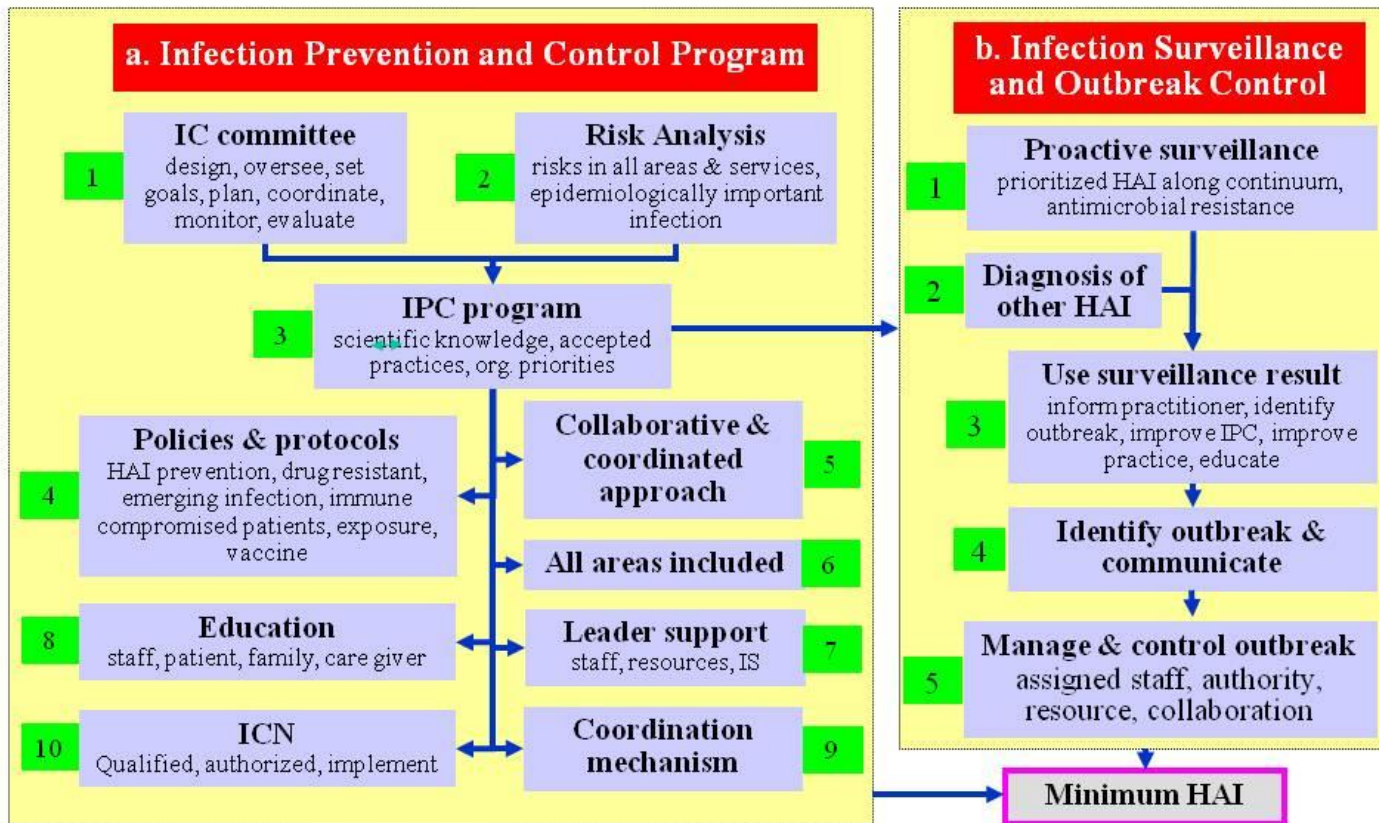 a. Infection Prevention and Control Program
1
IC committee
design, oversee, set
goals, plan, coordinate,
monitor, evaluate
2
Risk Analysis
risks in all areas & services,
epidemiologically important
infection
3
IPC program
scientific knowledge, accepted
practices, org. priorities
4
Policies & protocols
HAI prevention, drug resistant,
emerging infection, immune
compromised patients, exposure,
vaccine
Collaborative &
coordinated
approach
5
All areas included
6
Leader support
staff, resources, IS
7
8
Education
staff, patient, family, care giver
Coordination
mechanism
9
10
ICN
Qualified, authorized, implement
b. Infection Surveillance
and Outbreak Control
1
Proactive surveillance
prioritized HAI along continuum,
antimicrobial resistance
2
Diagnosis of
other HAI
3
Use surveillance result
inform practitioner, identify
outbreak, improve IPC, improve
practice, educate
4
Identify outbreak &
communicate
5
Manage & control outbreak
assigned staff, authority,
resource, collaboration
Minimum HAI